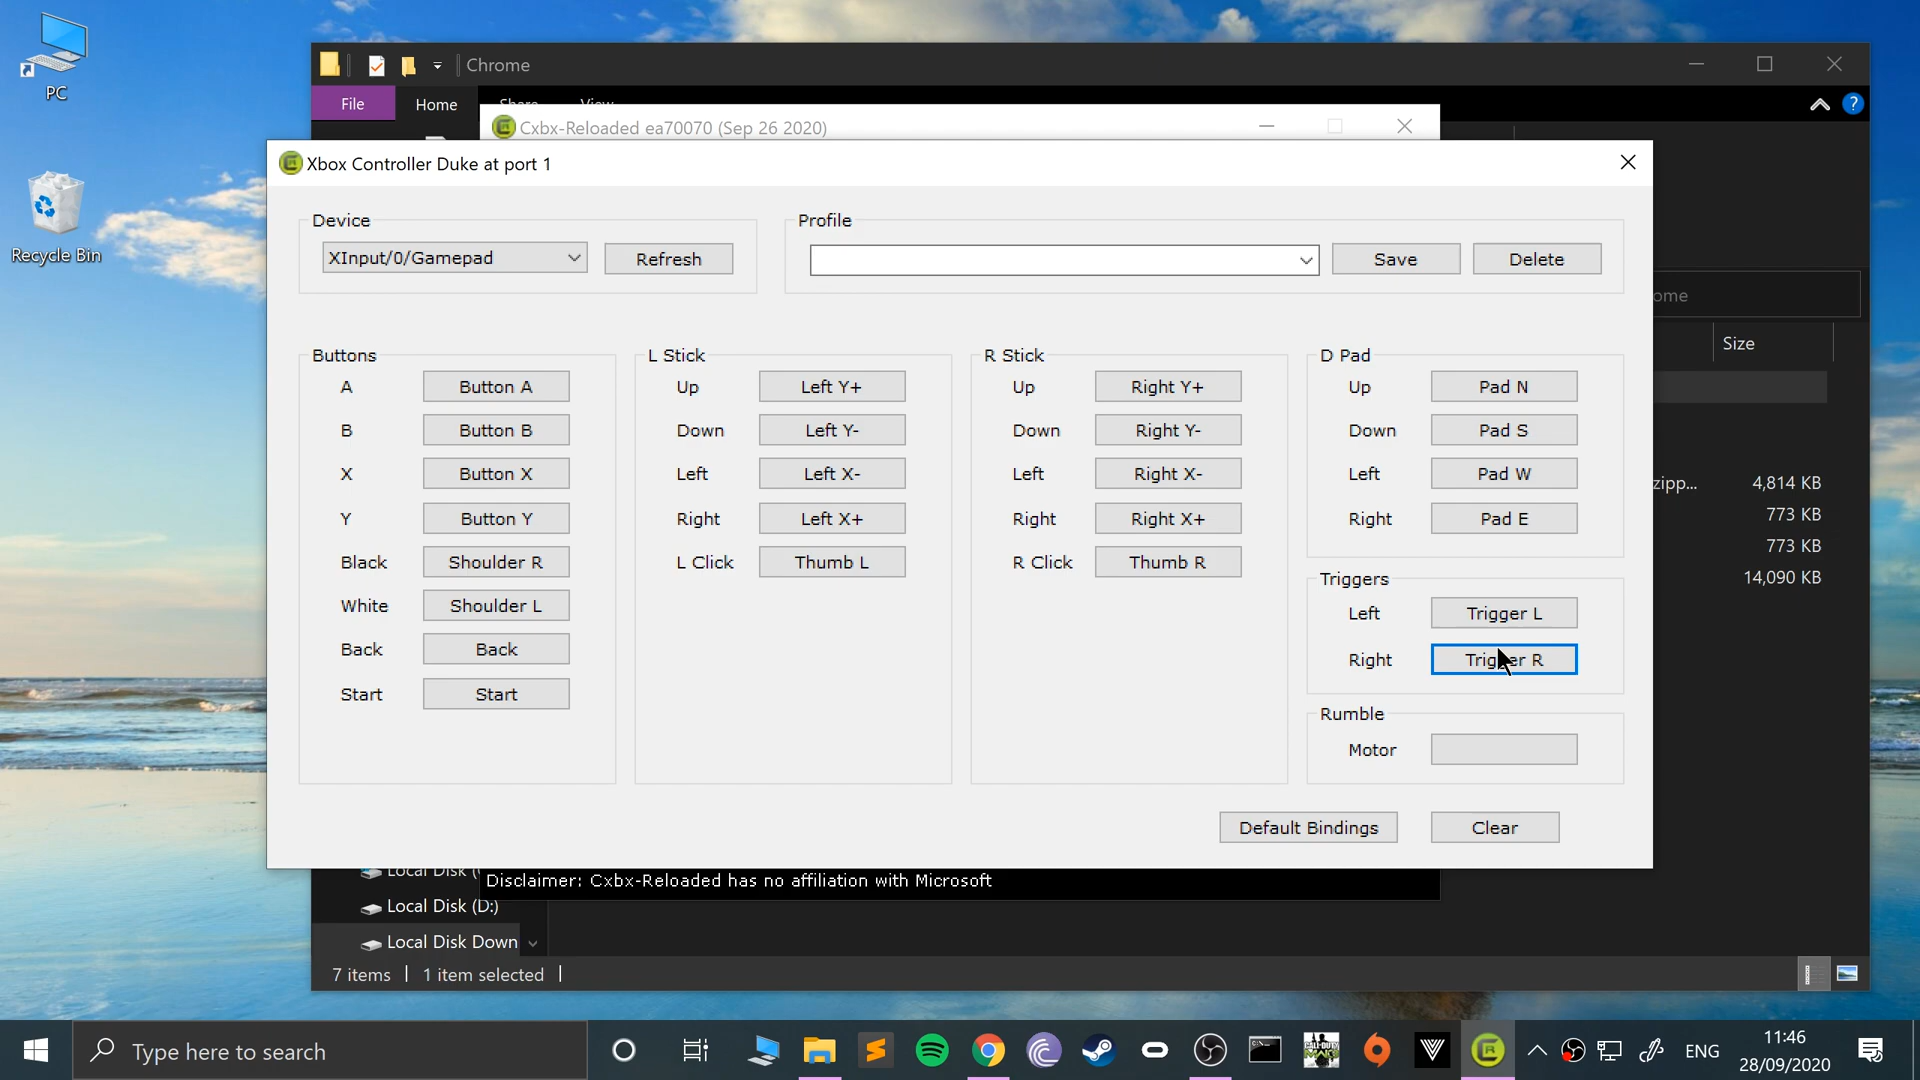 PC
Recycle Bin
Chrome
File
Home
Share
View
Cxbx-Reloaded ea70070 (Sep 26 2020)
Xbox Controller Duke at port 1
Device
XInput/0/Gamepad
Refresh
Profile
Save
Delete
Buttons
A
Button A
B
Button B
X
Button X
Y
Button Y
Black
Shoulder R
White
Shoulder L
Back
Back
Start
Start
L Stick
Up
Left Y+
Down
Left Y-
Left
Left X-
Right
Left X+
L Click
Thumb L
R Stick
Up
Right Y+
Down
Right Y-
Left
Right X-
Right
Right X+
R Click
Thumb R
D Pad
Up
Pad N
Down
Pad S
Left
Pad W
Right
Pad E
Triggers
Left
Trigger L
Right
Trigger R
Rumble
Motor
Default Bindings
Clear
ome
Size
zipp...
4,814 KB
773 KB
773 KB
14,090 KB
Disclaimer: Cxbx-Reloaded has no affiliation with Microsoft
Local Disk (
Local Disk (D:)
Local Disk Down
7 items
1 item selected
Type here to search
ENG
11:46
28/09/2020